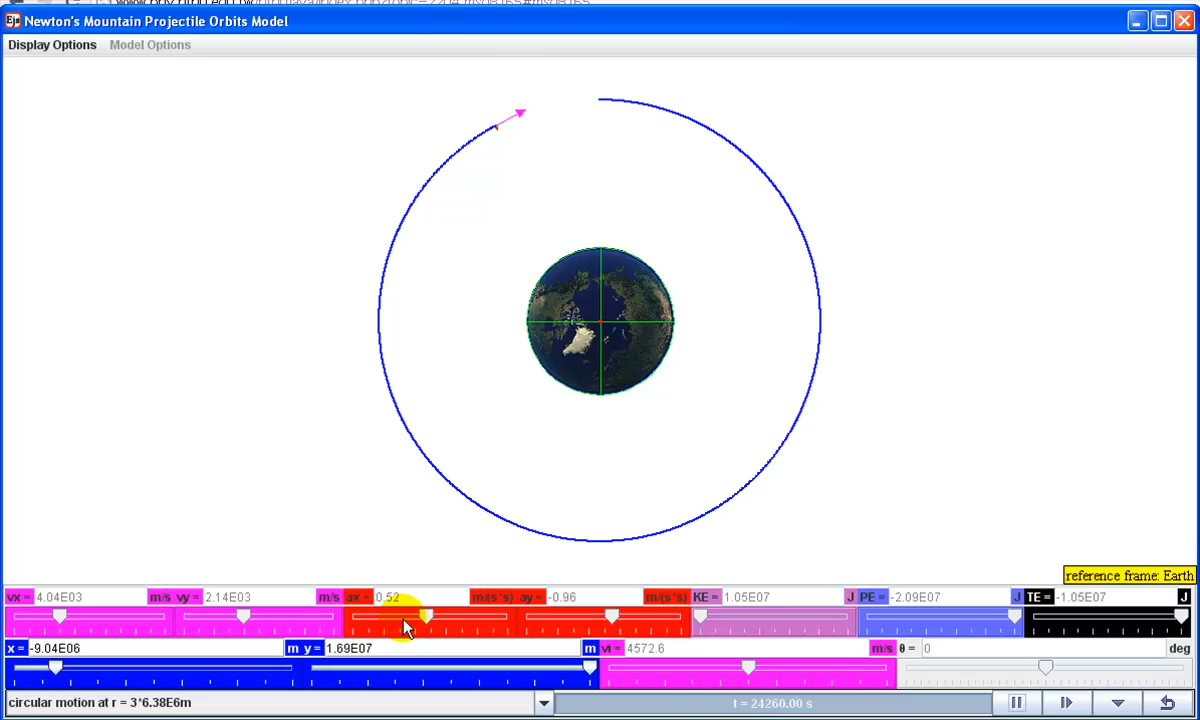 Newton's Mountain Projectile Orbits Model
Display Options Model Options
reference frame: Earth
vx = 4.04E03 m/s vy = 2.14E03 m/s ax = 0.52 m/(s*s) ay = -0.96 m/(s*s) KE = 1.05E07 J PE = -2.09E07 J TE = -1.05E07 J
x = -9.04E06 m y = 1.69E07 m vi = 4572.6 m/s θ = 0 deg
circular motion at r = 3*6.38E6m t = 24260.00 s